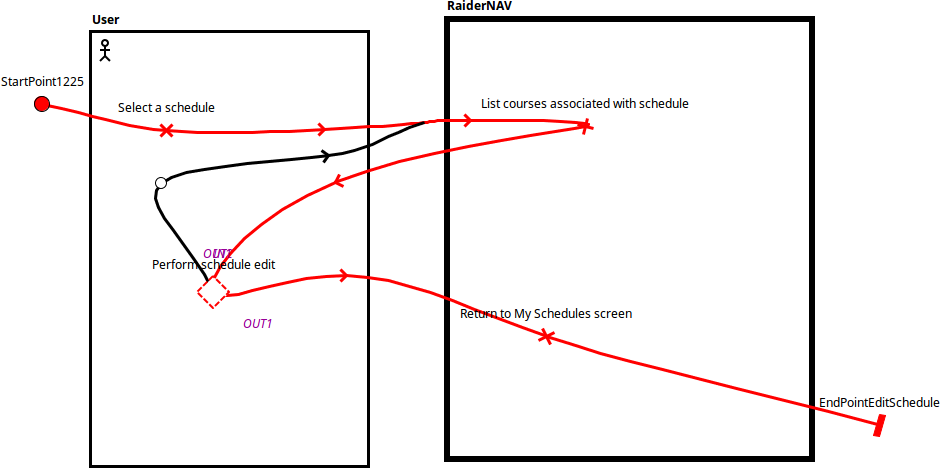 RaiderNAV
User
StartPoint1225
Select a schedule
List courses associated with schedule
Perform schedule edit
OUT1
Return to My Schedules screen
EndPointEditSchedule